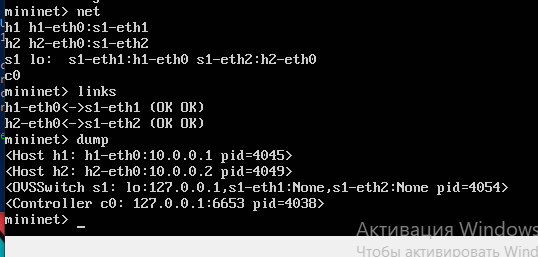 mininet> net
h1 h1-eth0:s1-eth1
h2 h2-eth0:s1-eth2
s1 lo:  s1-eth1:h1-eth0 s1-eth2:h2-eth0
c0
mininet> links
h1-eth0<->s1-eth1 (OK OK)
h2-eth0<->s1-eth2 (OK OK)
mininet> dump
<Host h1: h1-eth0:10.0.0.1 pid=4045>
<Host h2: h2-eth0:10.0.0.2 pid=4049>
<OVSSwitch s1: lo:127.0.0.1,s1-eth1:None,s1-eth2:None pid=4054>
<Controller c0: 127.0.0.1:6653 pid=4038>
mininet> _
Активация Windows
Чтобы активировать Wind